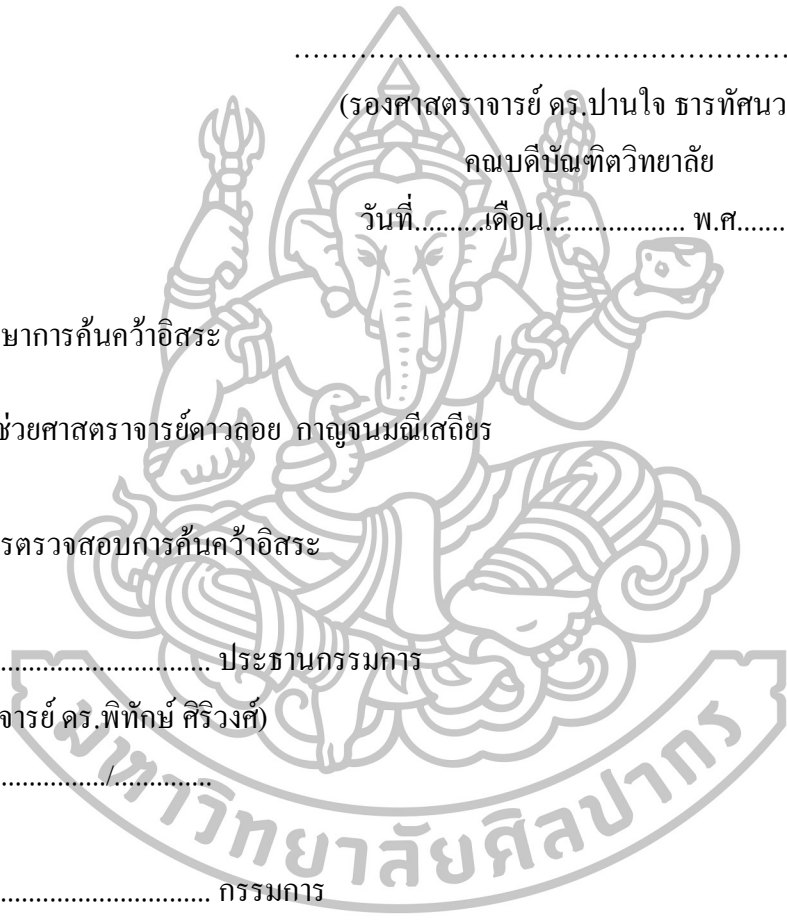 ........................................................
(รองศาสตราจารย์ ดร.ปานใจ ธารทัศนว
คณบดีบัณฑิตวิทยาลัย
วันที่..........เดือน.................... พ.ศ.......
ษาการค้นคว้าอิสระ
ช่วยศาสตราจารย์ดาวลอย กาญจนมณีเสถียร
รตรวจสอบการค้นคว้าอิสระ
.............................. ประธานกรรมการ
จารย์ ดร.พิทักษ์ ศิริวงศ์)
.............../..............
.............................. กรรมการ
มหาวิทยาลัยศิลปากร